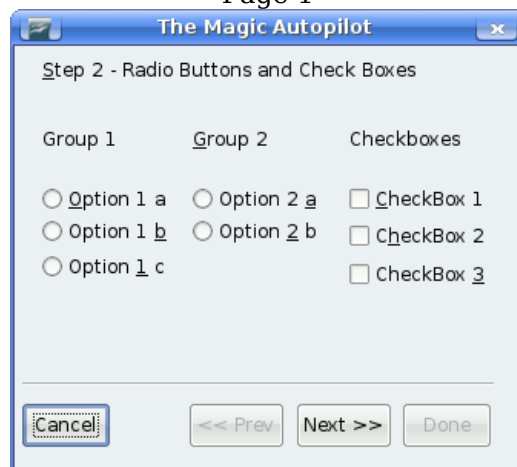 The Magic Autopilot
Step 2 - Radio Buttons and Check Boxes
Group 1 Group 2 Checkboxes
Option 1 a Option 2 a CheckBox 1
Option 1 b Option 2 b CheckBox 2
Option 1 c CheckBox 3
Cancel << Prev Next >> Done